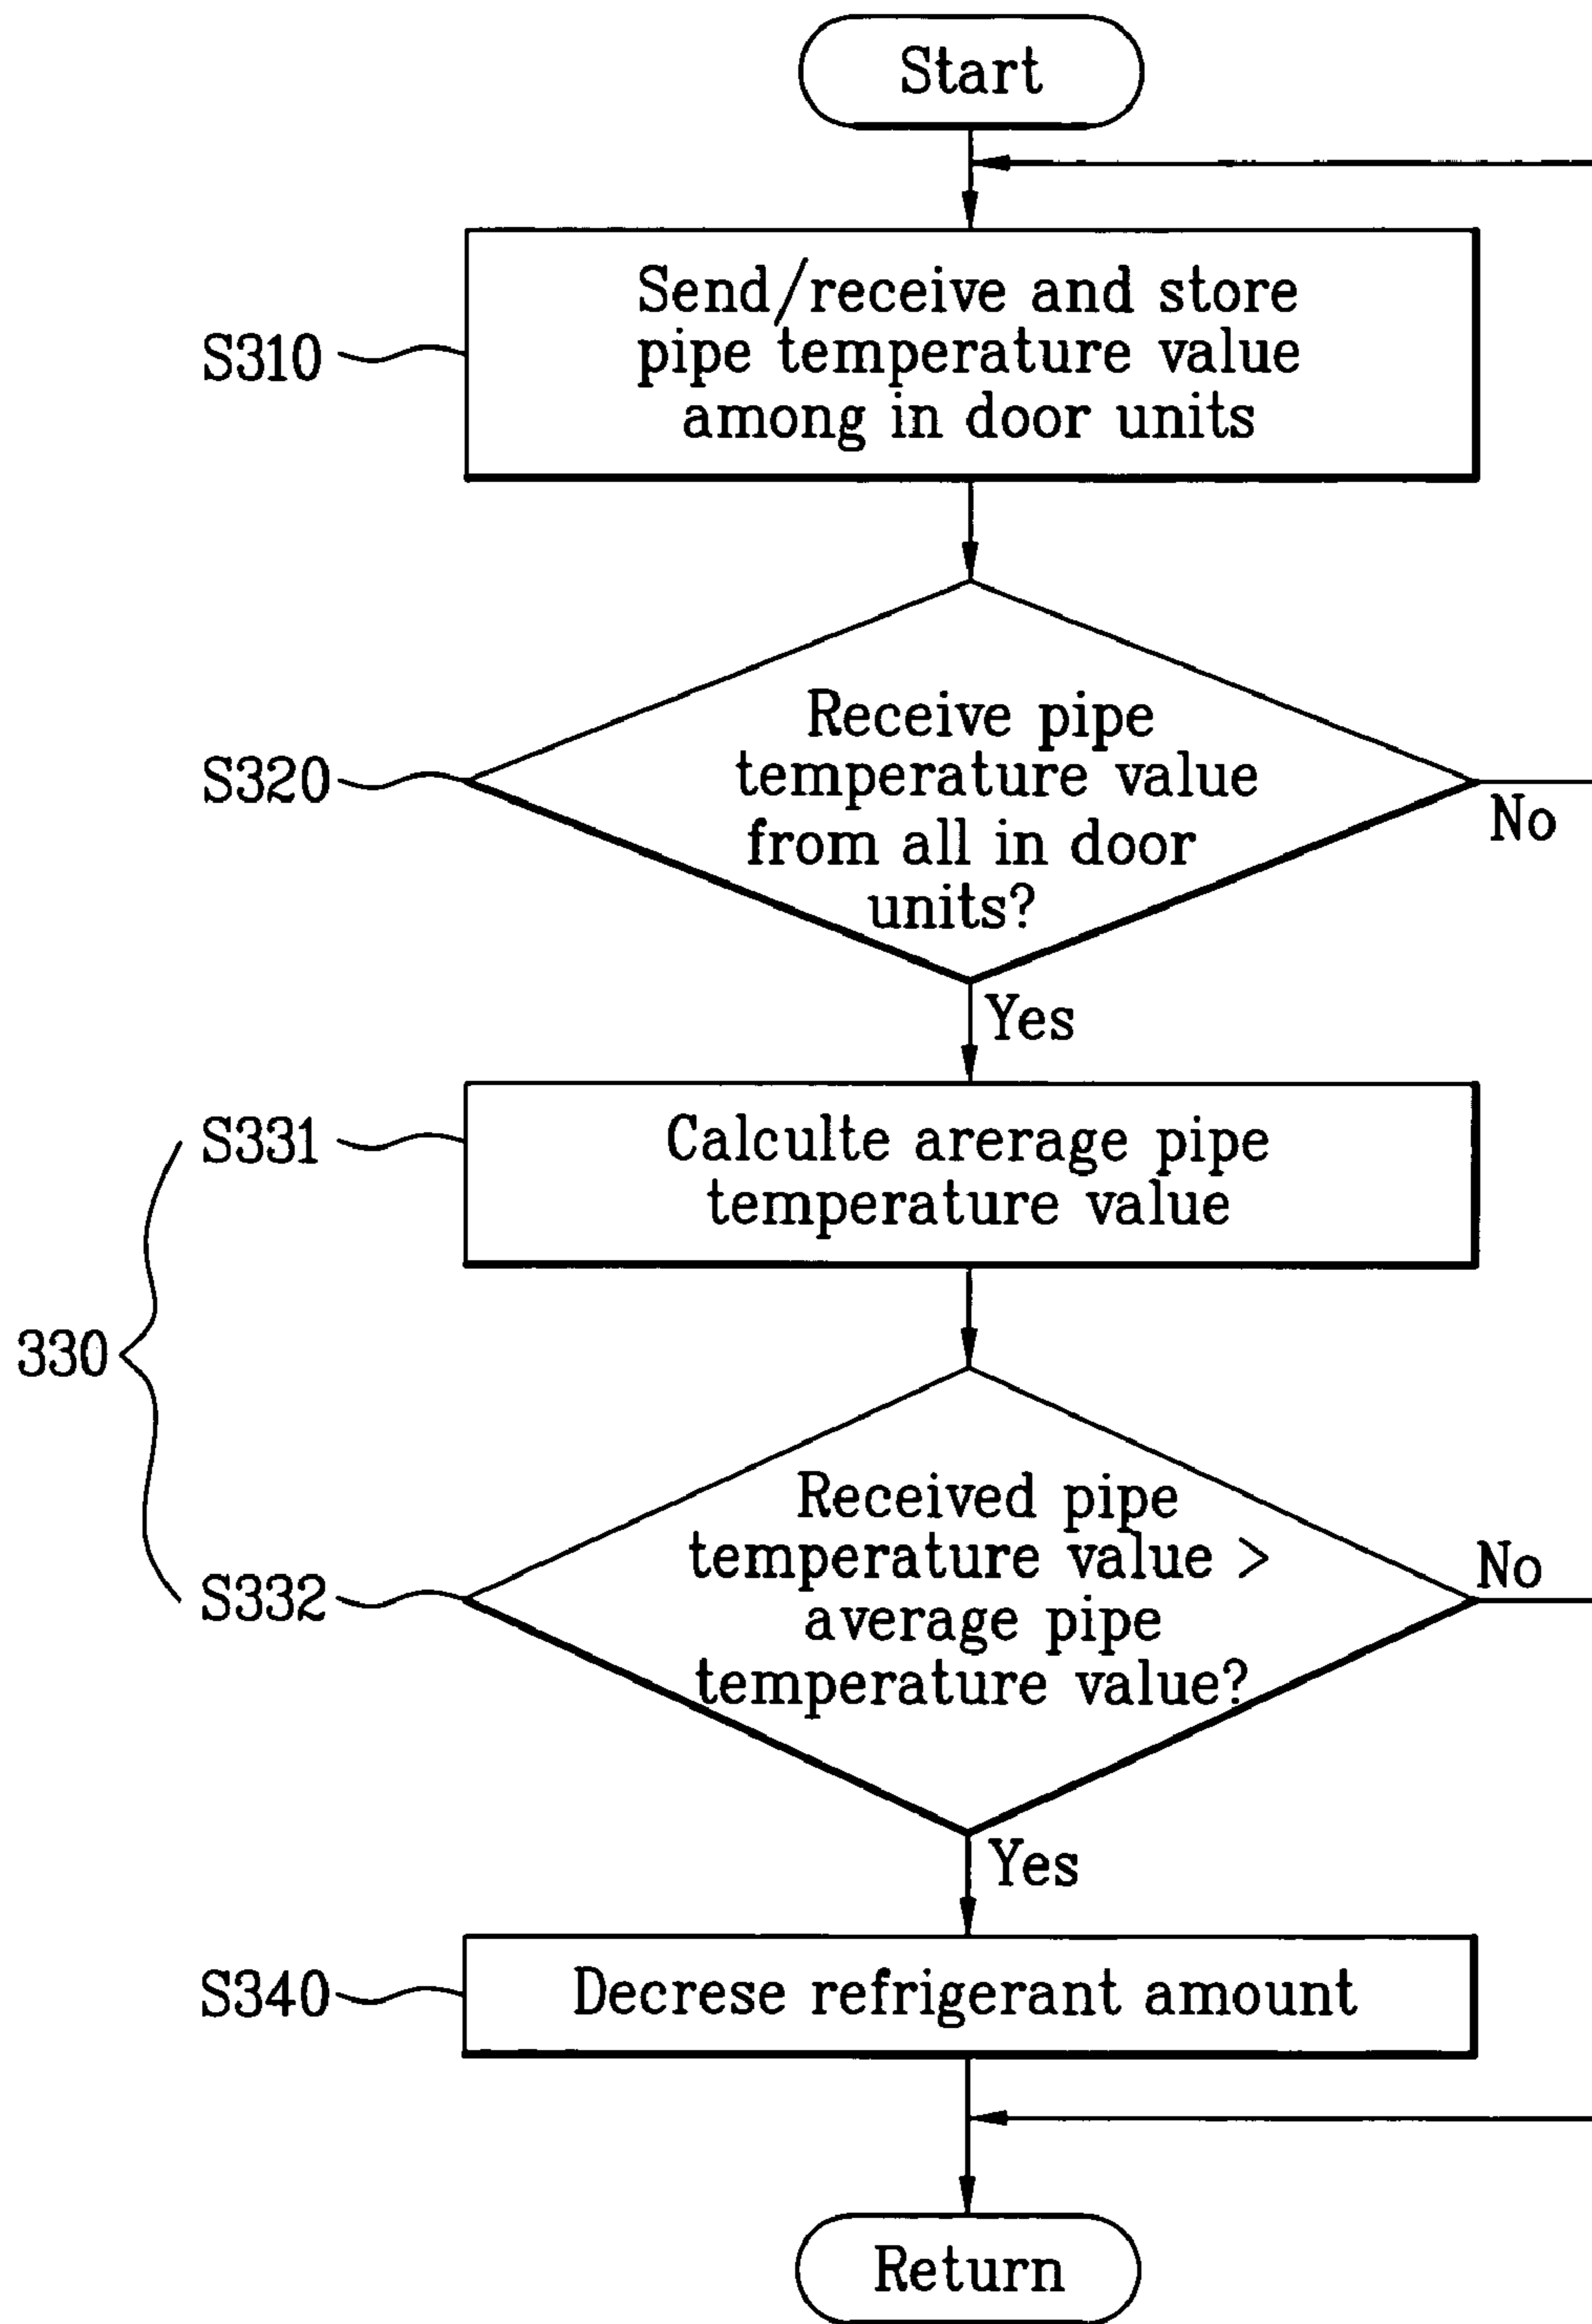 Start
S310
Send/receive and store
pipe temperature value
among in door units
S320
Receive pipe
temperature value
from all in door
units?
No
Yes
330
S331
Calculte arerage pipe
temperature value
S332
Received pipe
temperature value >
average pipe
temperature value?
No
Yes
S340
Decrese refrigerant amount
Return